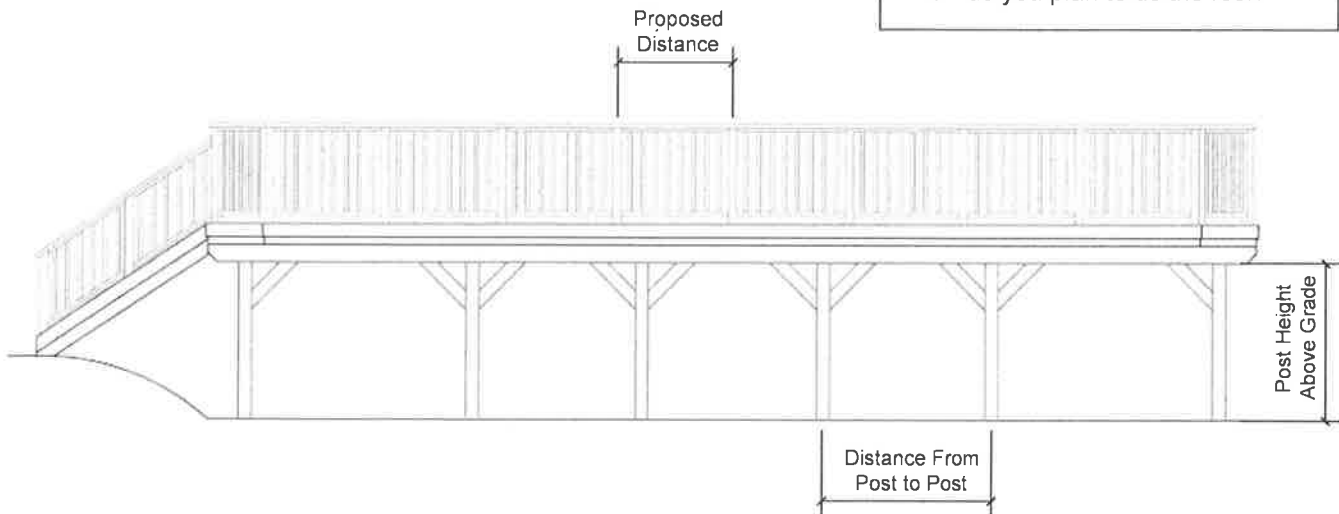 Proposed
Distance
Post Height
Above Grade
Distance From
Post to Post